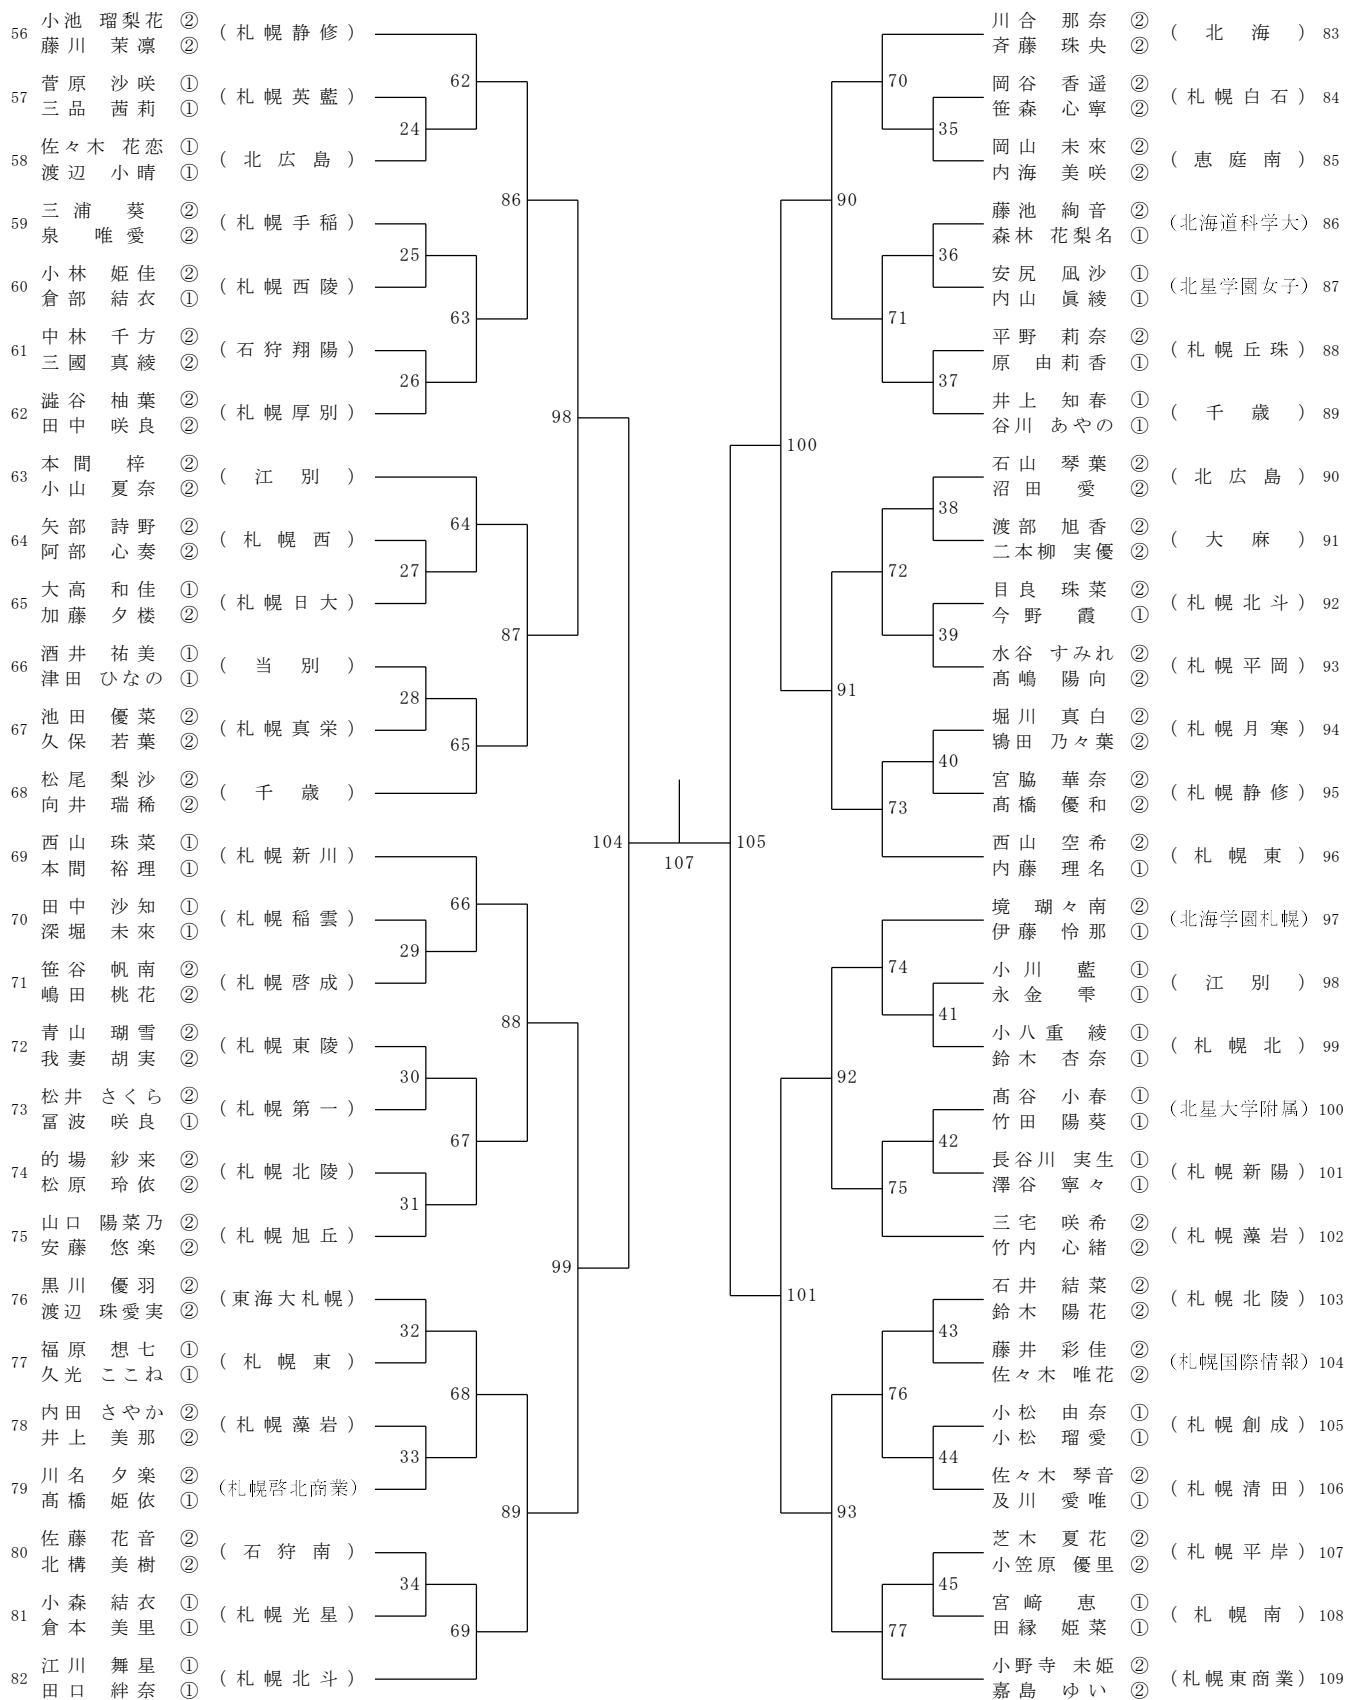 56 小池 瑠梨花 ② (札幌静修)
藤川 茉凛 ②
57 菅原 沙咲 ① (札幌英藍)
三品 茜莉 ①
58 佐々木 花恋 ① (北広島)
渡辺 小晴 ①
59 三浦 葵 ② (札幌手稲)
泉 唯愛 ②
60 小林 姫佳 ② (札幌西陵)
倉部 結衣 ①
61 中林 千方 ② (石狩翔陽)
三國 真綾 ②
62 澁谷 柚葉 ② (札幌厚別)
田中 咲良 ②
63 本間 梓 ② (江別)
小山 夏奈 ②
64 矢部 詩野 ② (札幌西)
阿部 心奏 ②
65 大高 和佳 ① (札幌日大)
加藤 夕楼 ②
66 酒井 祐美 ① (当別)
津田 ひなの ①
67 池田 優菜 ② (札幌真栄)
久保 若葉 ②
68 松尾 梨沙 ② (千歳)
向井 瑞稀 ②
69 西山 珠菜 ① (札幌新川)
本間 裕理 ①
70 田中 沙知 ① (札幌稲雲)
深堀 未來 ①
71 笹谷 帆南 ② (札幌啓成)
嶋田 桃花 ②
72 青山 瑚雪 ② (札幌東陵)
我妻 胡実 ②
73 松井 さくら ② (札幌第一)
冨波 咲良 ①
74 的場 紗来 ② (札幌北陵)
松原 玲依 ②
75 山口 陽菜乃 ② (札幌旭丘)
安藤 悠楽 ②
76 黒川 優羽 ② (東海大札幌)
渡辺 珠愛実 ②
77 福原 想七 ① (札幌東)
久光 ここね ①
78 内田 さやか ② (札幌藻岩)
井上 美那 ②
79 川名 夕楽 ② (札幌啓北商業)
髙橋 姫依 ①
80 佐藤 花音 ② (石狩南)
北構 美樹 ②
81 小森 結衣 ① (札幌光星)
倉本 美里 ①
82 江川 舞星 ① (札幌北斗)
田口 絆奈 ①
62
24
86
25
63
26
98
64
27
87
28
65
104
66
29
88
30
67
31
99
32
68
33
89
34
69
107
105
70
35
90
36
71
37
100
38
72
39
91
40
73
74
41
92
42
75
101
43
76
44
93
45
77
川合 那奈 ② (北海) 83
斉藤 珠央 ②
岡谷 香遥 ② (札幌白石) 84
笹森 心寧 ②
岡山 未來 ② (恵庭南) 85
内海 美咲 ②
藤池 絢音 ② (北海道科学大) 86
森林 花梨名 ①
安尻 凪沙 ① (北星学園女子) 87
内山 眞綾 ①
平野 莉奈 ② (札幌丘珠) 88
原 由莉香 ①
井上 知春 ① (千歳) 89
谷川 あやの ①
石山 琴葉 ② (北広島) 90
沼田 愛 ②
渡部 旭香 ② (大麻) 91
二本柳 実優 ②
目良 珠菜 ② (札幌北斗) 92
今野 霞 ①
水谷 すみれ ② (札幌平岡) 93
髙嶋 陽向 ②
堀川 真白 ② (札幌月寒) 94
鴇田 乃々葉 ②
宮脇 華奈 ② (札幌静修) 95
髙橋 優和 ②
西山 空希 ② (札幌東) 96
内藤 理名 ①
境 瑚々南 ② (北海学園札幌) 97
伊藤 怜那 ①
小川 藍 ① (江別) 98
永金 雫 ①
小八重 綾 ① (札幌北) 99
鈴木 杏奈 ①
髙谷 小春 ① (北星大学附属) 100
竹田 陽葵 ①
長谷川 実生 ① (札幌新陽) 101
澤谷 寧々 ①
三宅 咲希 ② (札幌藻岩) 102
竹内 心緒 ②
石井 結菜 ② (札幌北陵) 103
鈴木 陽花 ②
藤井 彩佳 ② (札幌国際情報) 104
佐々木 唯花 ②
小松 由奈 ① (札幌創成) 105
小松 瑠愛 ①
佐々木 琴音 ② (札幌清田) 106
及川 愛唯 ①
芝木 夏花 ② (札幌平岸) 107
小笠原 優里 ②
宮﨑 恵 ① (札幌南) 108
田縁 姫菜 ①
小野寺 未姫 ② (札幌東商業) 109
嘉島 ゆい ②